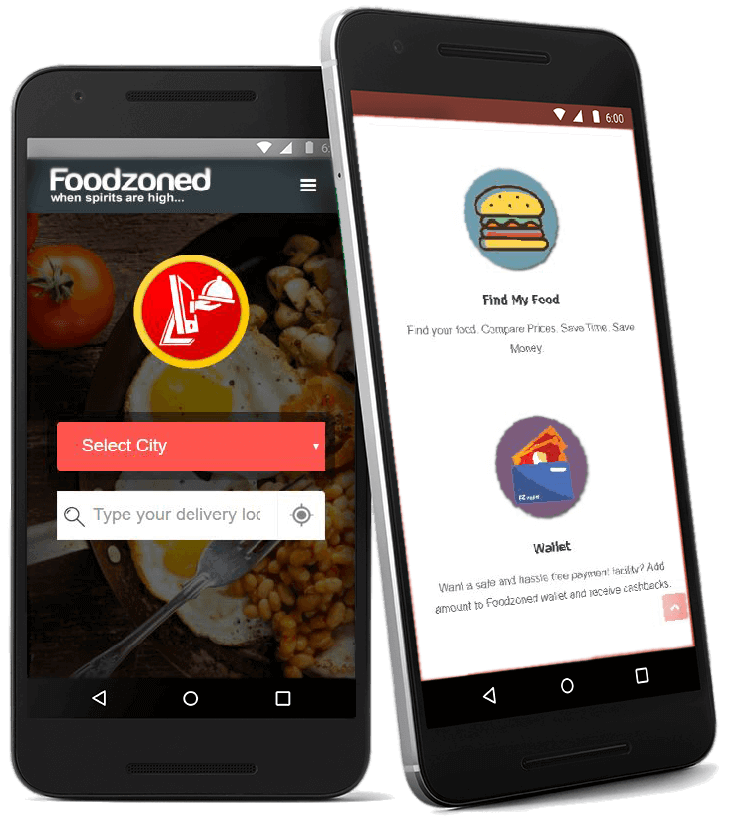 6:
Foodzoned
when spirits are high...
Select City
Type your delivery loc
6:00
Find My Food
Find your food. Compare Prices. Save Time. Save
Money.
FZ wallet
Wallet
Want a safe and hassle free payment facility? Add
amount to Foodzoned wallet and receive cashbacks.